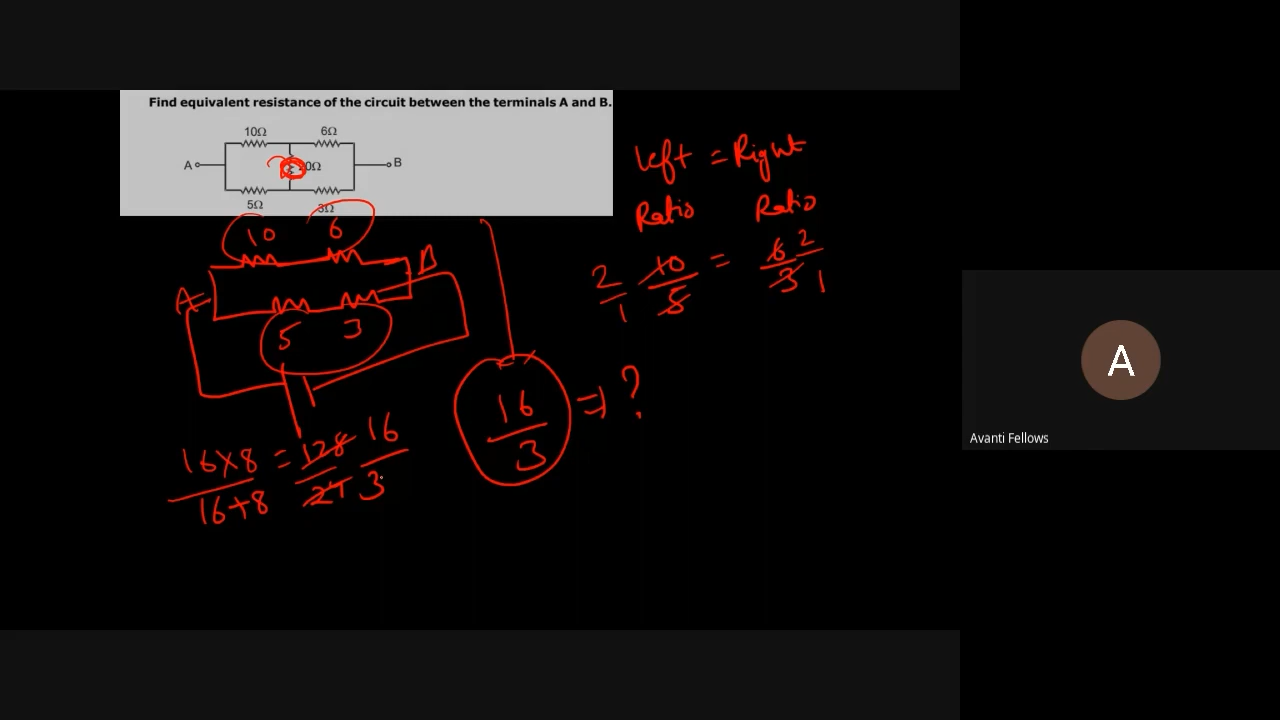 Find equivalent resistance of the circuit between the terminals A and B.
10Ω 6Ω
A B
0Ω
5Ω 3Ω
10 6
A B
5 3
16×8 = 128 16
16+8 24 3
16
3
=> ?
Left = Right
Ratio Ratio
2 10 = 6 2
1 5 3 1
A
Avanti Fellows